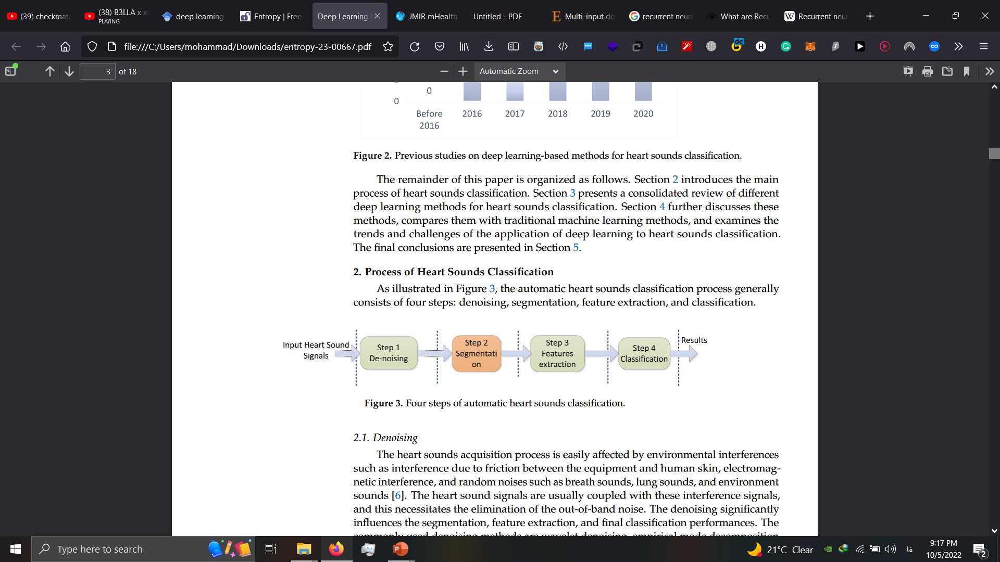 (39) checkmat
(38) B3LLA x x
PLAYING
deep learning
Entropy | Free
Deep Learning
JMIR mHealth
Untitled - PDF
Multi-input de
recurrent neura
What are Recu
Recurrent neur
file:///C:/Users/mohammad/Downloads/entropy-23-00667.pdf
de
3 of 18
Automatic Zoom
0
0
Before 2016 2017 2018 2019 2020
2016
Figure 2. Previous studies on deep learning-based methods for heart sounds classification.
The remainder of this paper is organized as follows. Section 2 introduces the main
process of heart sounds classification. Section 3 presents a consolidated review of different
deep learning methods for heart sounds classification. Section 4 further discusses these
methods, compares them with traditional machine learning methods, and examines the
trends and challenges of the application of deep learning to heart sounds classification.
The final conclusions are presented in Section 5.
2. Process of Heart Sounds Classification
As illustrated in Figure 3, the automatic heart sounds classification process generally
consists of four steps: denoising, segmentation, feature extraction, and classification.
Input Heart Sound
Signals
Step 1
De-noising
Step 2
Segmentati
on
Step 3
Features
extraction
Step 4
Classification
Results
Figure 3. Four steps of automatic heart sounds classification.
2.1. Denoising
The heart sounds acquisition process is easily affected by environmental interferences
such as interference due to friction between the equipment and human skin, electromag-
netic interference, and random noises such as breath sounds, lung sounds, and environment
sounds [6]. The heart sound signals are usually coupled with these interference signals,
and this necessitates the elimination of the out-of-band noise. The denoising significantly
influences the segmentation, feature extraction, and final classification performances. The
commonly used denoising methods are wavelet denoising, empirical mode decomposition
Type here to search
21°C Clear
فا
9:17 PM
10/5/2022
2